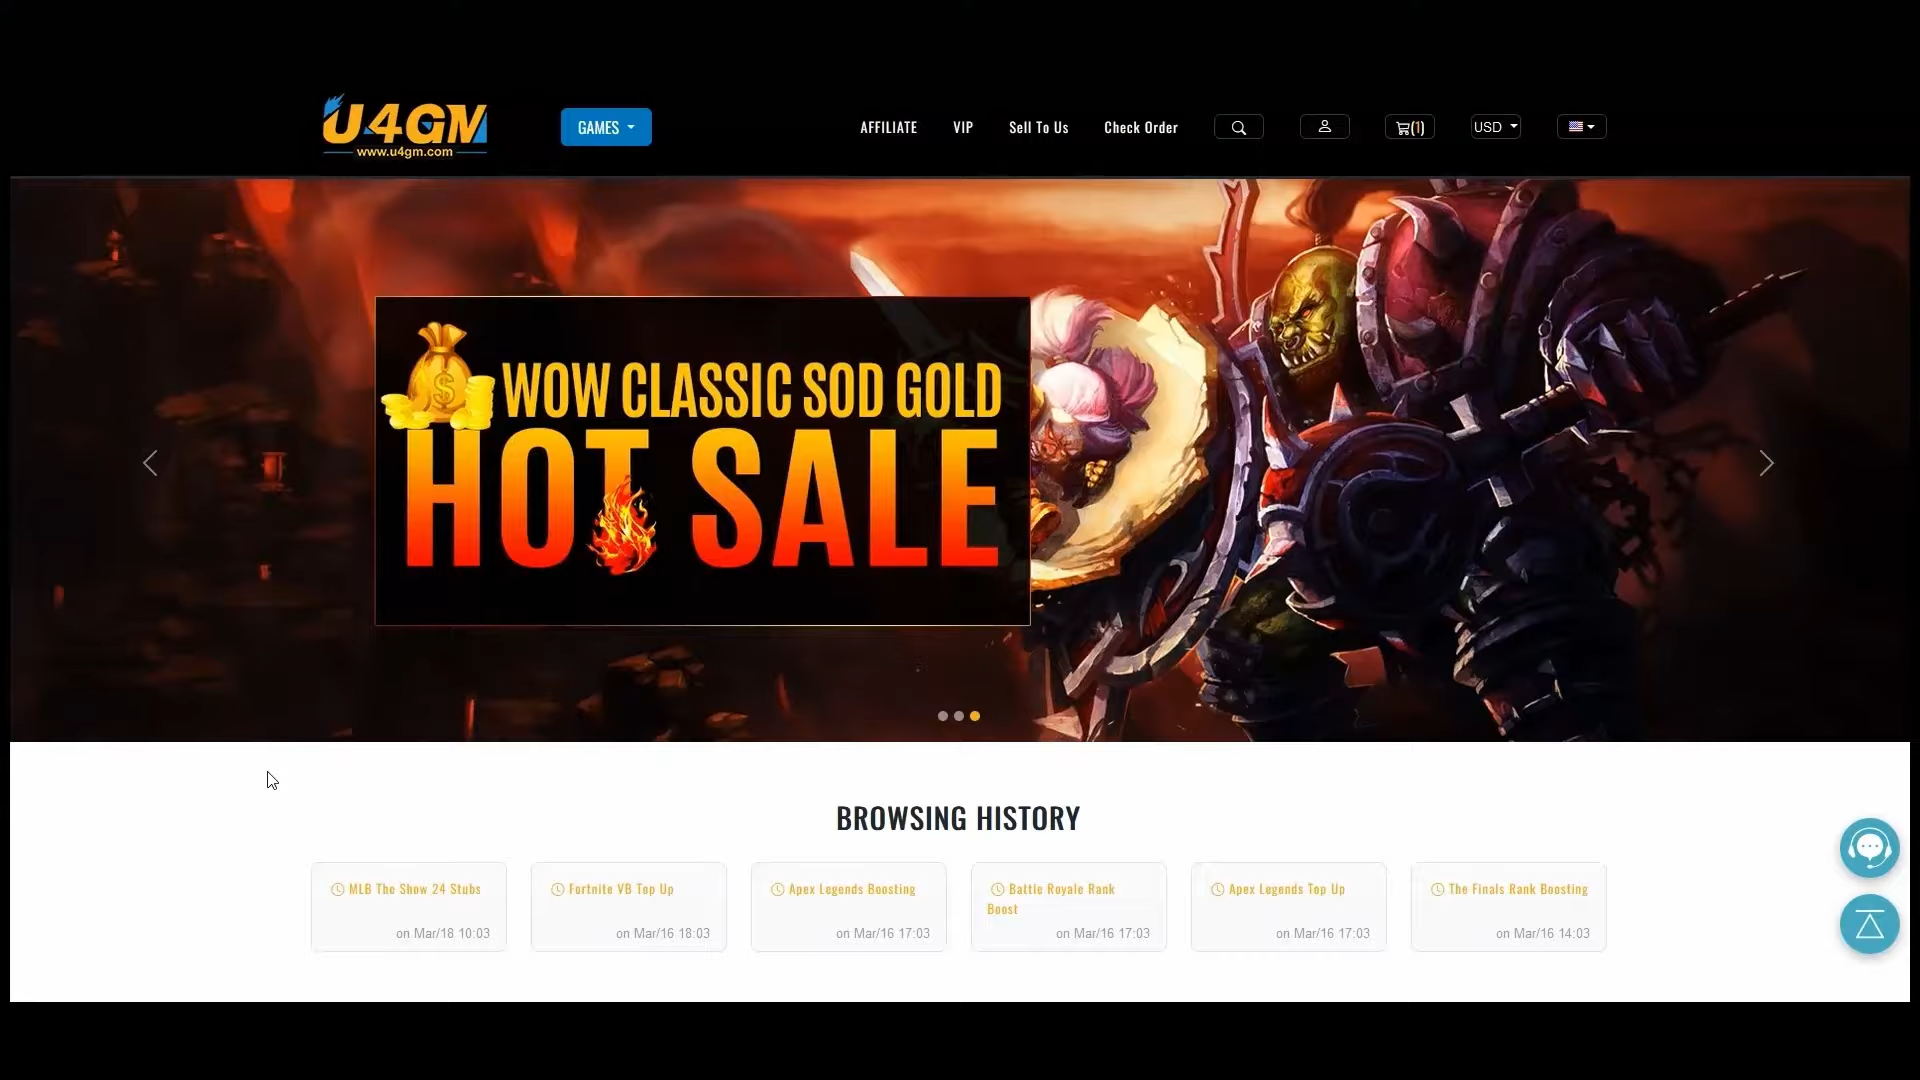 U4GM
www.u4gm.com
GAMES
AFFILIATE
VIP
Sell To Us
Check Order
(1)
USD
$
WOW CLASSIC SOD GOLD
HOT SALE
BROWSING HISTORY
MLB The Show 24 Stubs
on Mar/18 10:03
Fortnite VB Top Up
on Mar/16 18:03
Apex Legends Boosting
on Mar/16 17:03
Battle Royale Rank
Boost
on Mar/16 17:03
Apex Legends Top Up
on Mar/16 17:03
The Finals Rank Boosting
on Mar/16 14:03